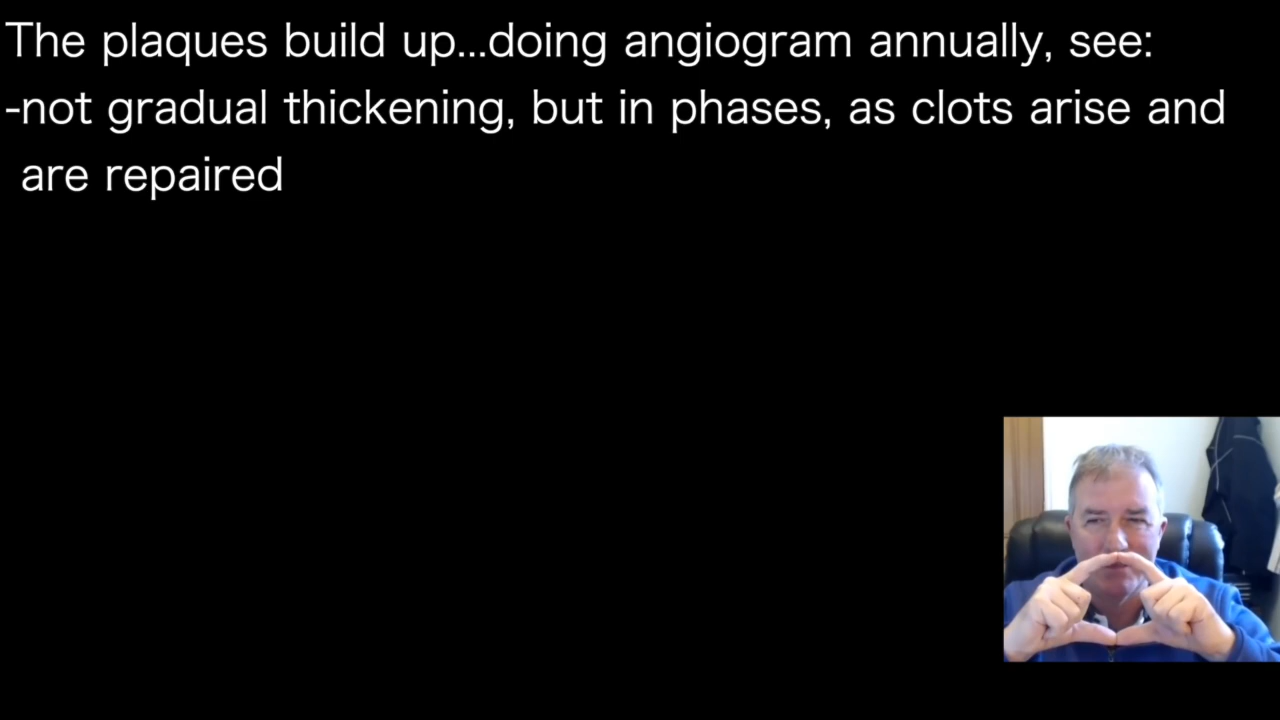 The plaques build up...doing angiogram annually, see:
-not gradual thickening, but in phases, as clots arise and
are repaired